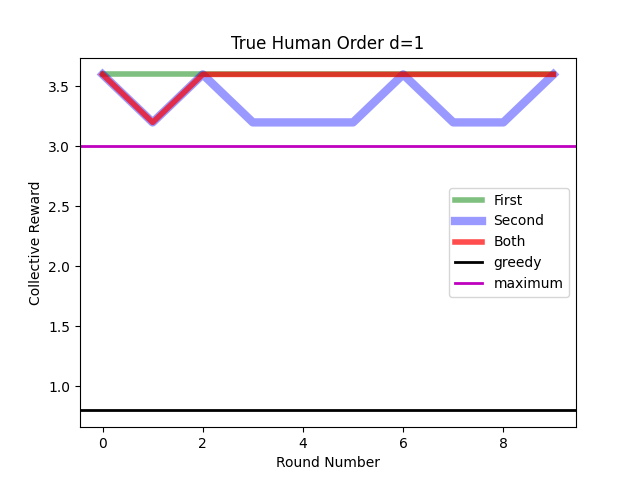 True Human Order d=1
Collective Reward
3.5
3.0
2.5
2.0
1.5
1.0
First
Second
Both
greedy
maximum
0
2
4
6
8
Round Number